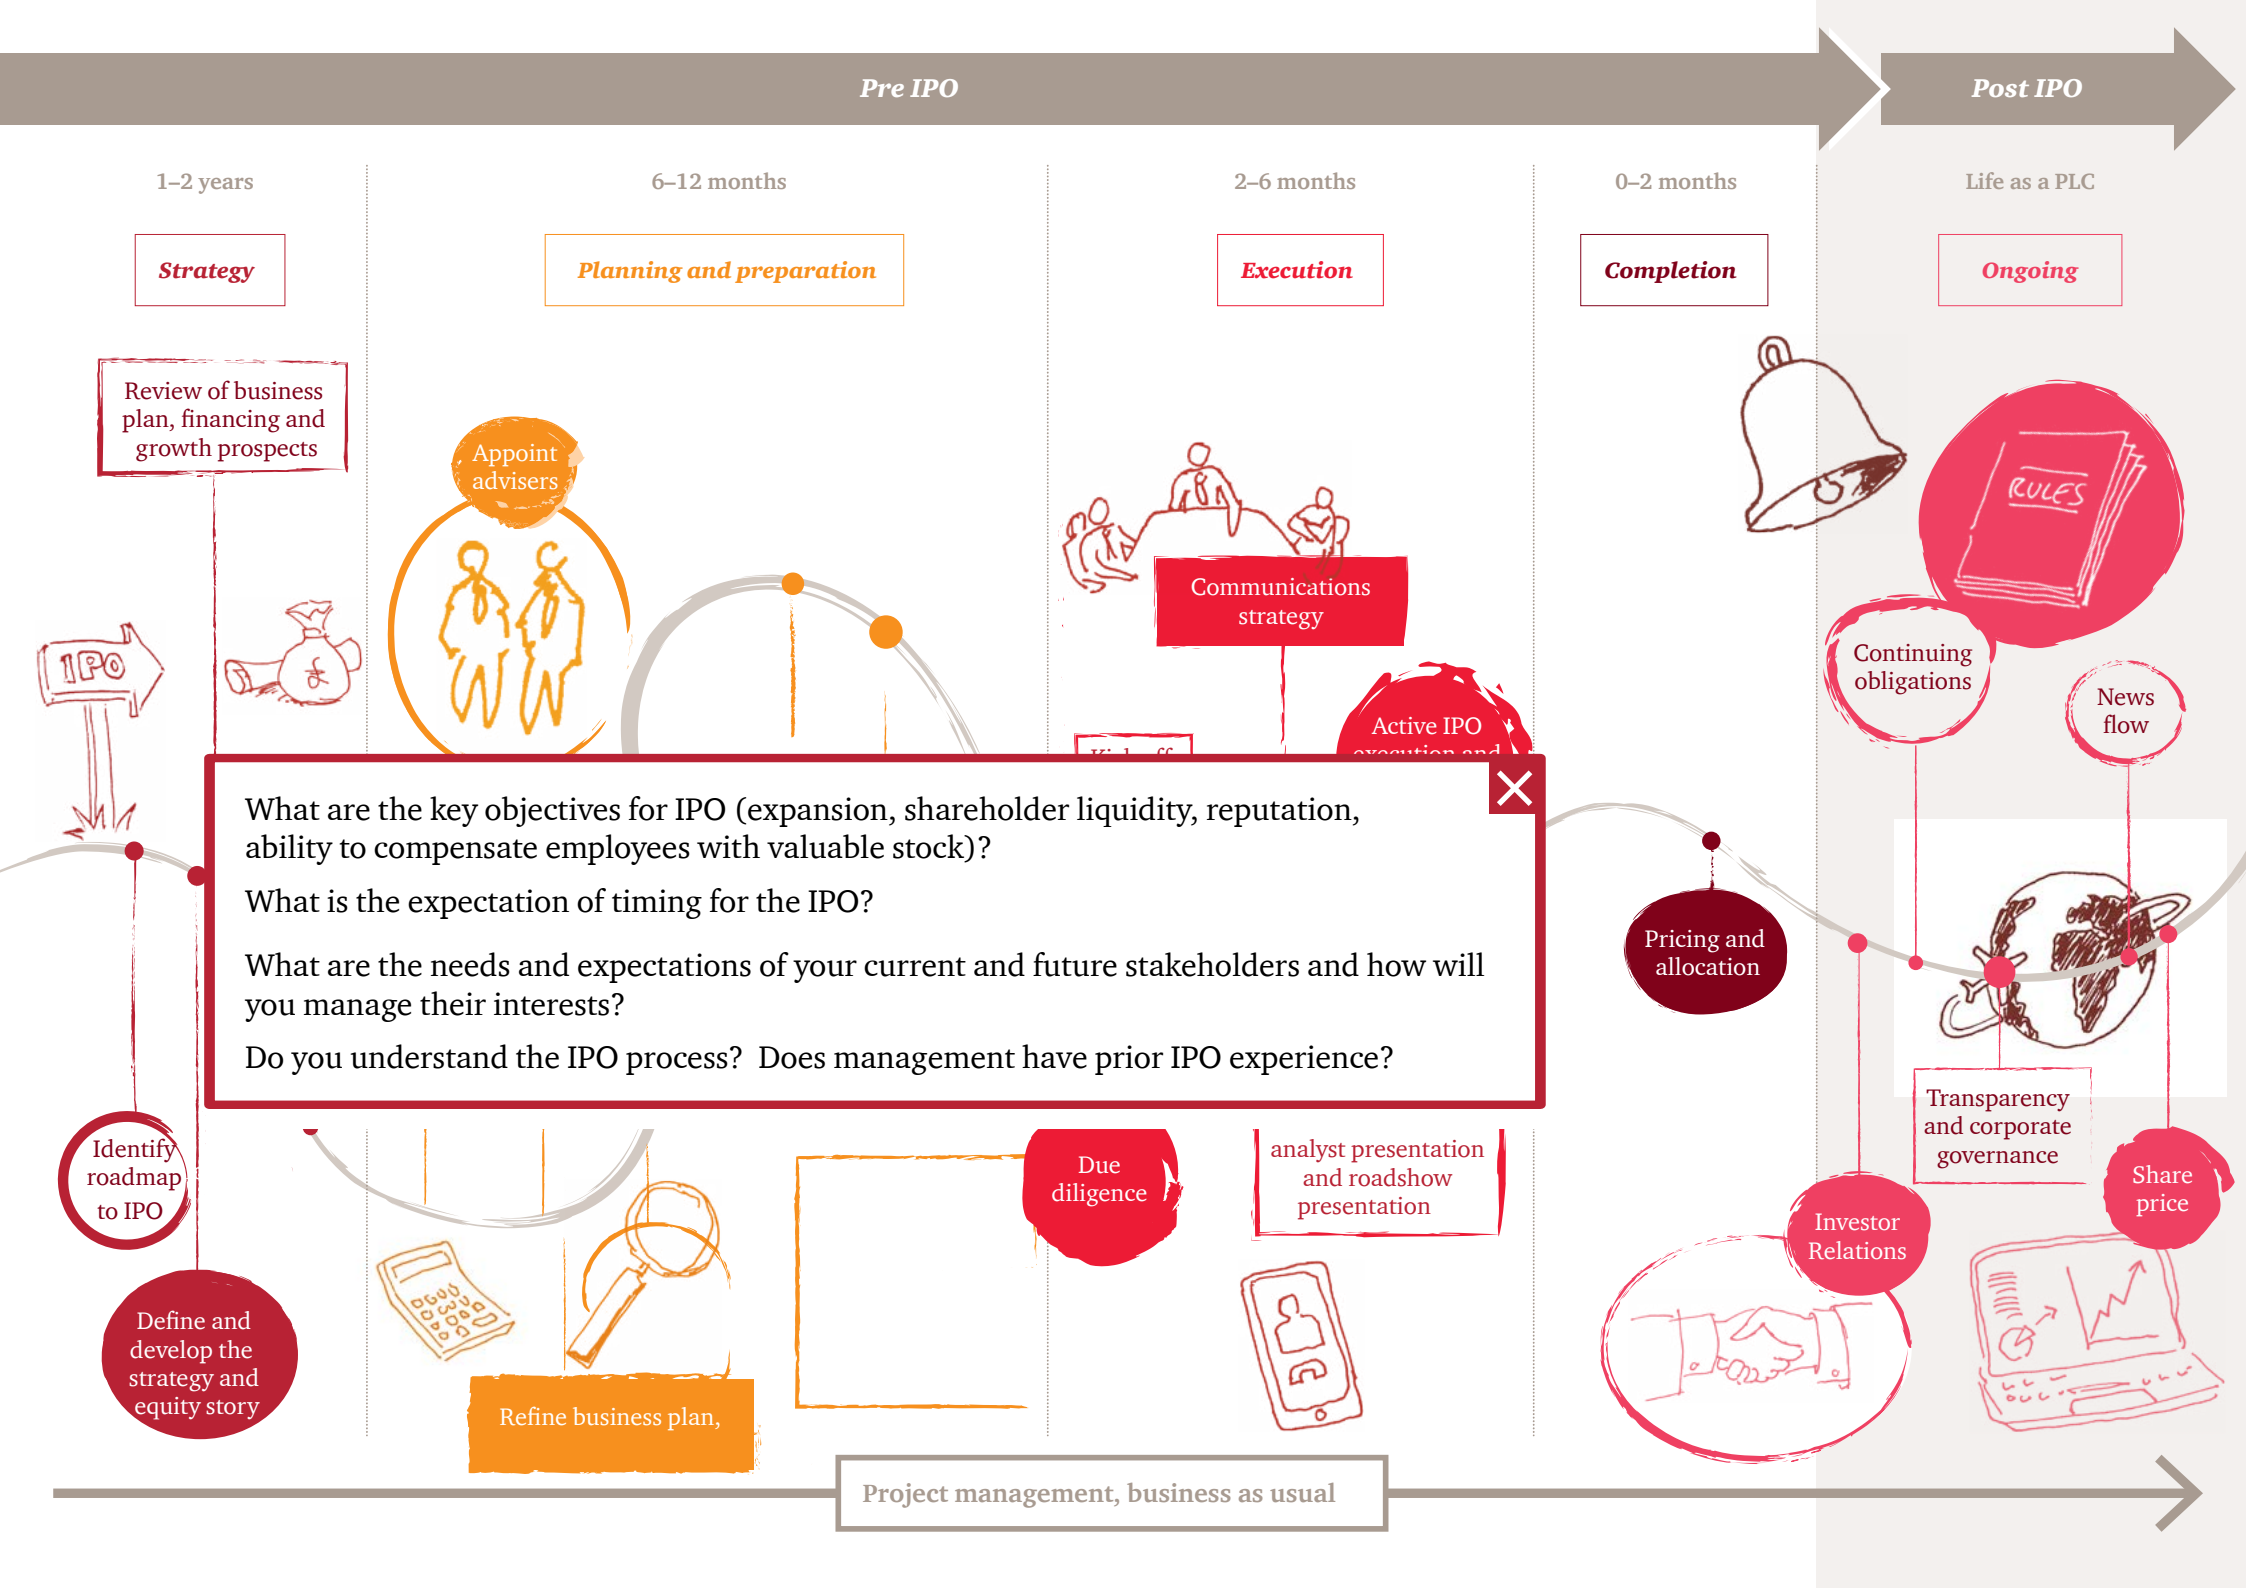 Pre IPO
Post IPO
1–2 years
6–12 months
2–6 months
0–2 months
Life as a PLC
Strategy
Planning and preparation
Execution
Completion
Ongoing
Review of business
plan, financing and
growth prospects
Appoint
advisers
IPO
£
Communications
strategy
Active IPO
execution and
RULES
Continuing
obligations
News
flow
What are the key objectives for IPO (expansion, shareholder liquidity, reputation,
ability to compensate employees with valuable stock)?
What is the expectation of timing for the IPO?
What are the needs and expectations of your current and future stakeholders and how will
you manage their interests?
Do you understand the IPO process?  Does management have prior IPO experience?
Pricing and
allocation
Identify
roadmap
to IPO
Define and
develop the
strategy and
equity story
Refine business plan,
Due
diligence
analyst presentation
and roadshow
presentation
Transparency
and corporate
governance
Investor
Relations
Share
price
Project management, business as usual